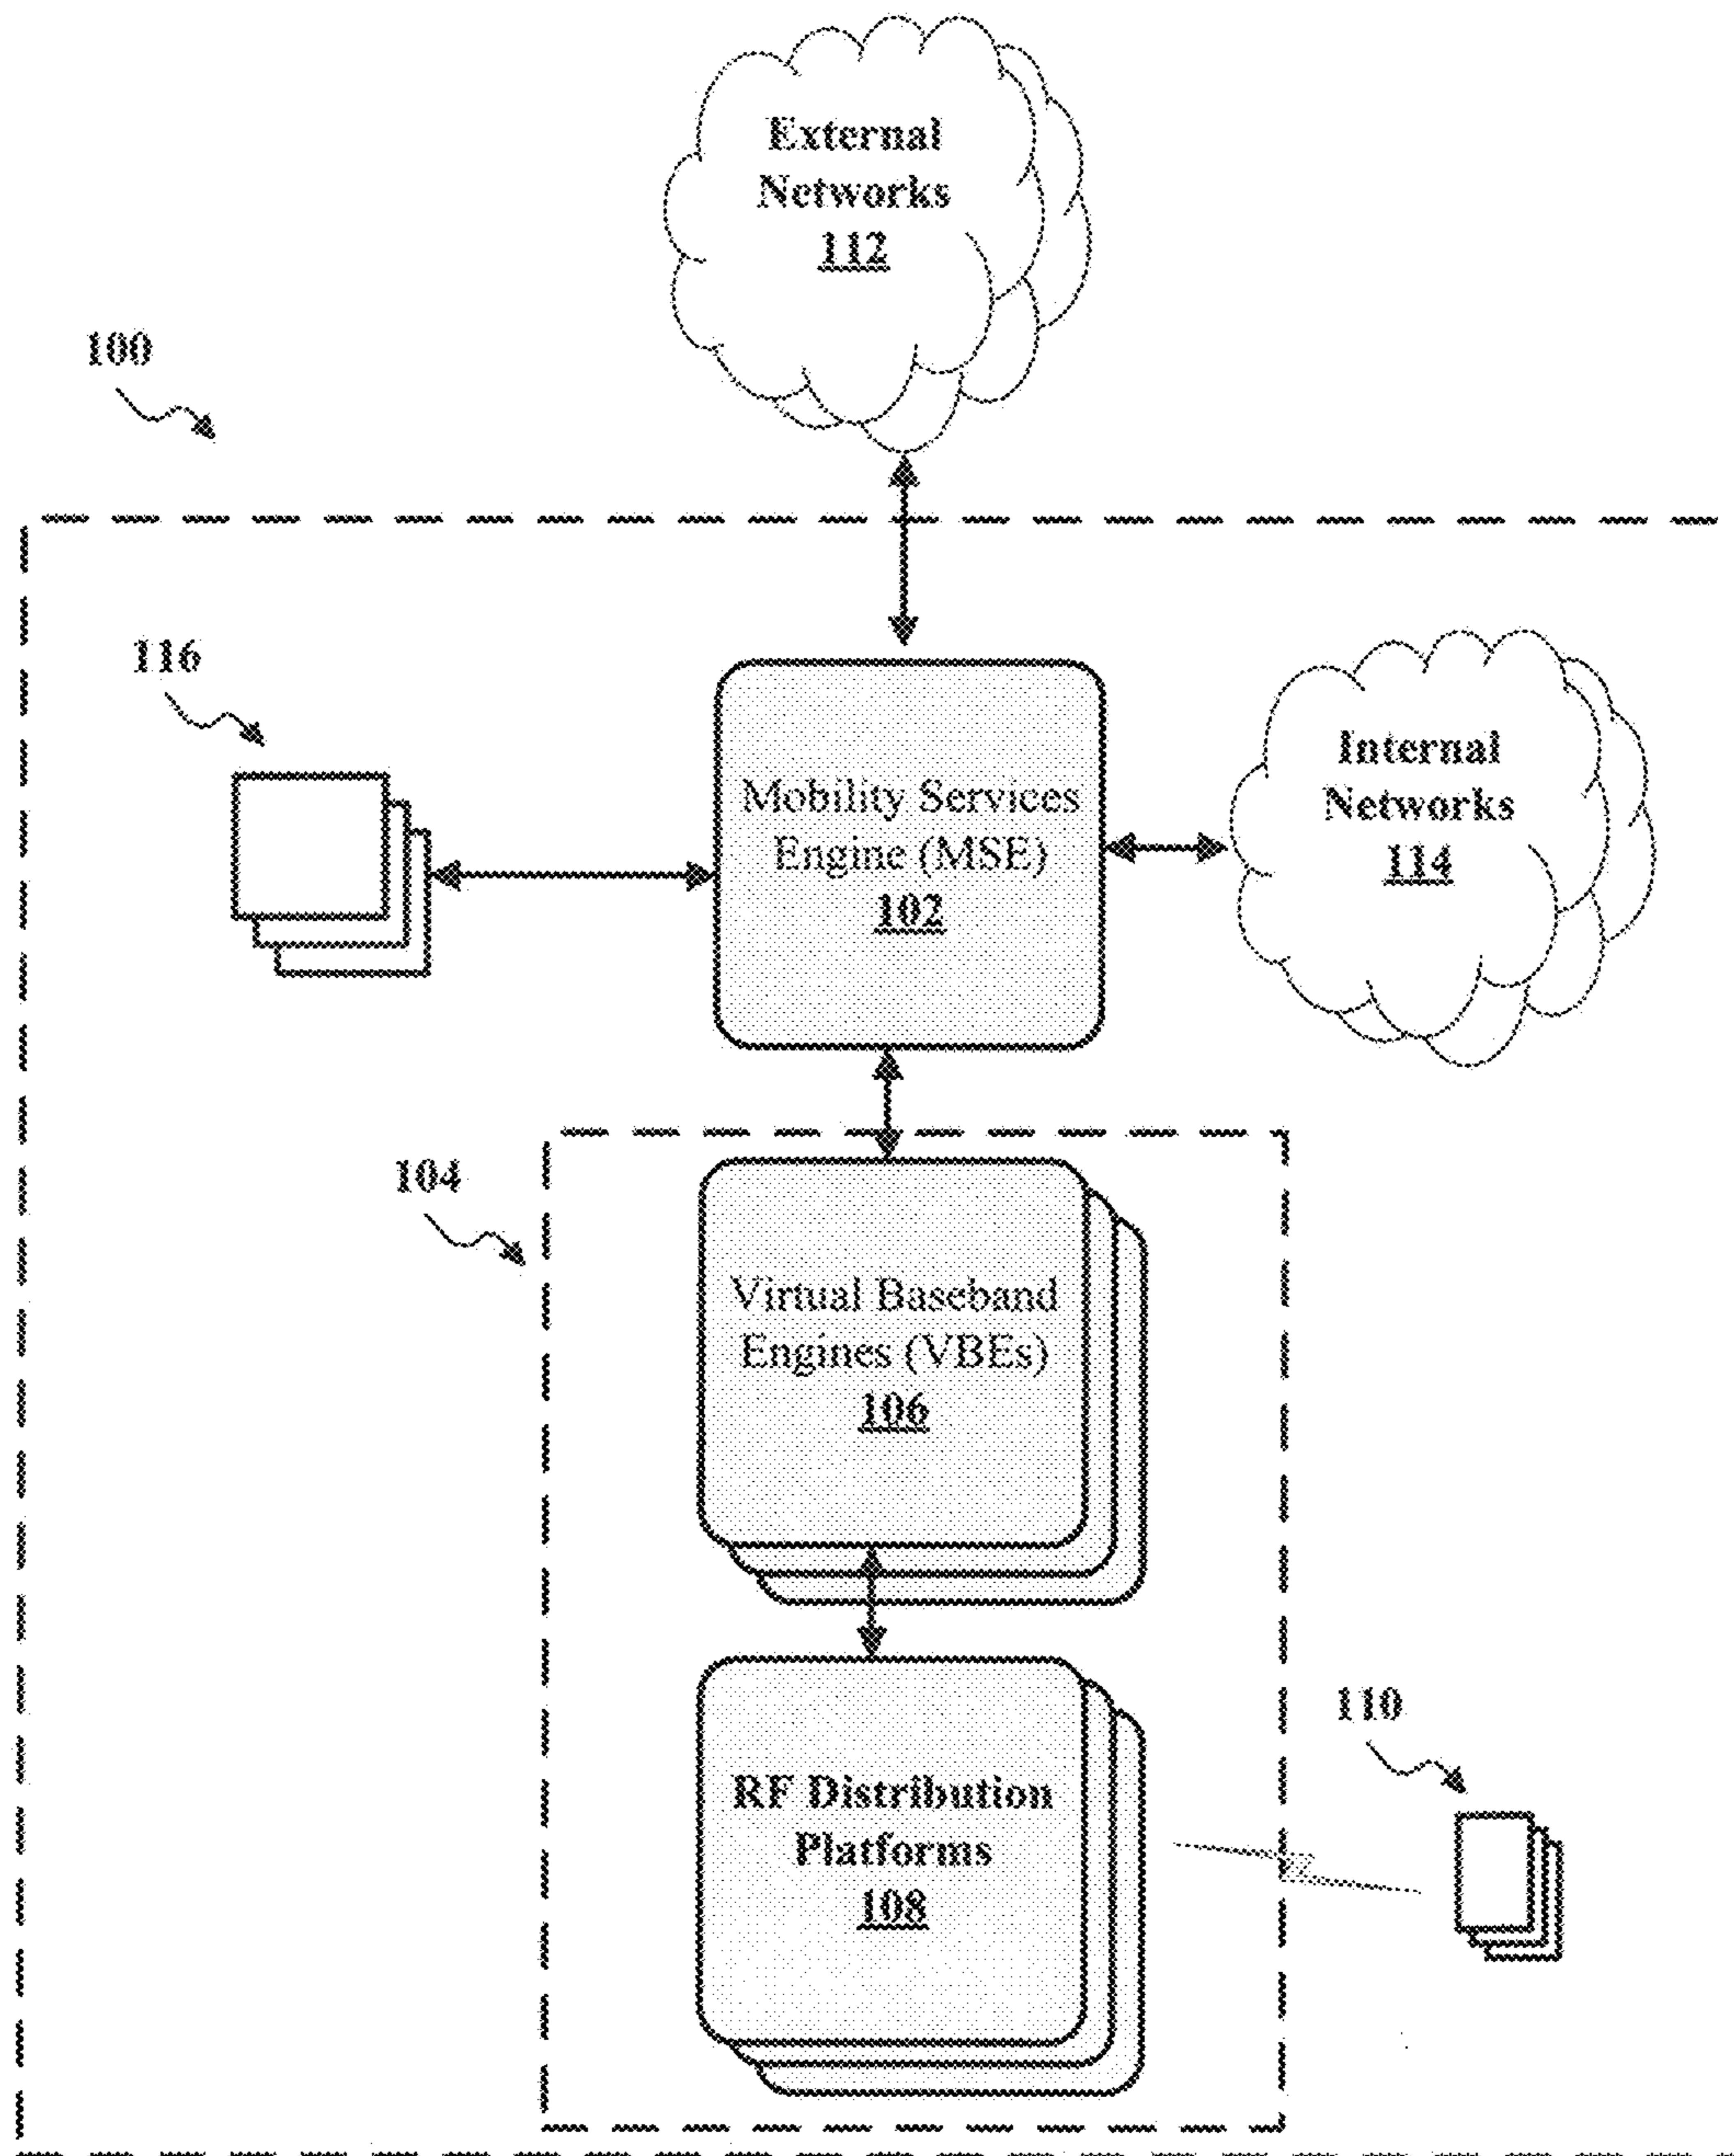 External
Networks
112
100
116
Mobility Services
Engine (MSE)
102
Internal
Networks
114
104
Virtual Baseband
Engines (VBEs)
106
110
RF Distribution
Platforms
108